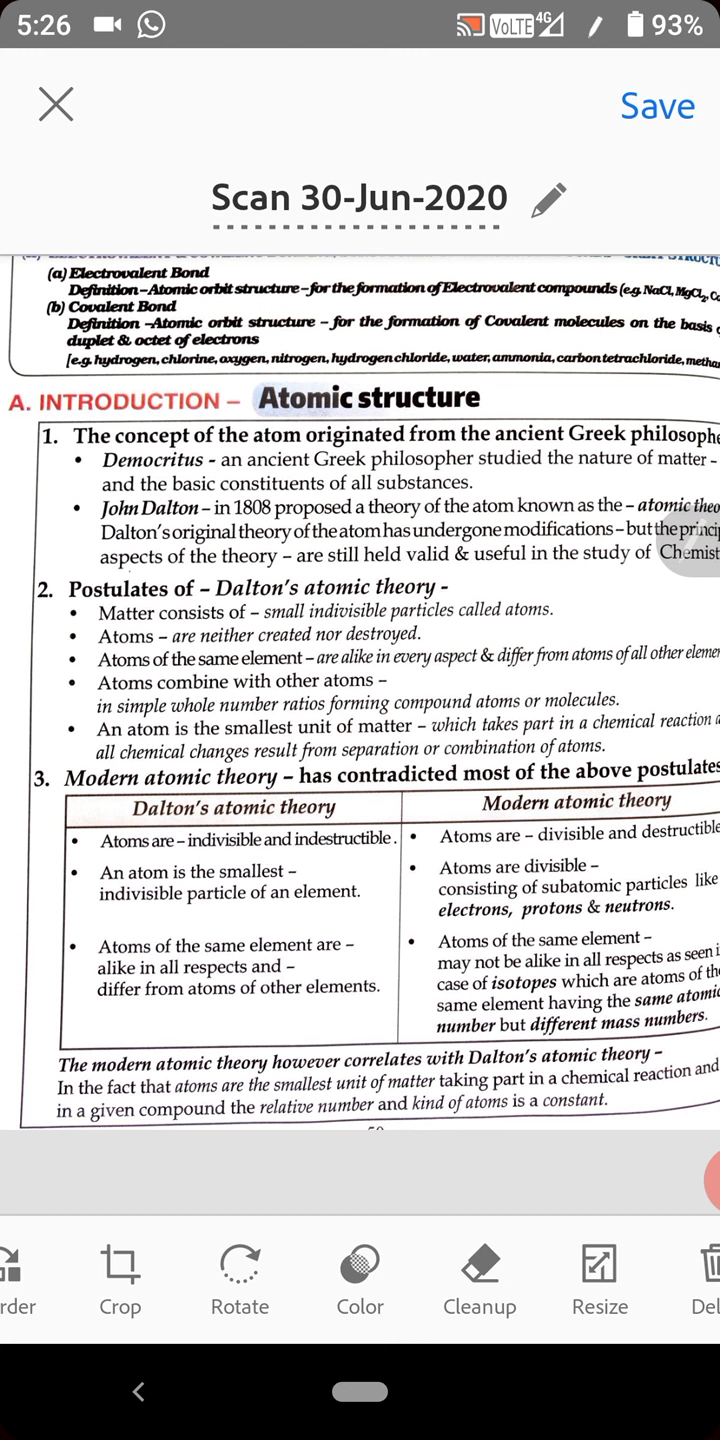 5:26 VoLTE 4G 93%
Save
Scan 30-Jun-2020
(a) Electrovalent Bond
Definition – Atomic orbit structure – for the formation of Electrovalent compounds (e.g. NaCl, MgCl₂,
(b) Covalent Bond
Definition – Atomic orbit structure – for the formation of Covalent molecules on the basis
duplet & octet of electrons
[e.g. hydrogen, chlorine, oxygen, nitrogen, hydrogen chloride, water, ammonia, carbon tetrachloride, metha
A. INTRODUCTION – Atomic structure
1. The concept of the atom originated from the ancient Greek philosophe
• Democritus - an ancient Greek philosopher studied the nature of matter -
and the basic constituents of all substances.
• John Dalton – in 1808 proposed a theory of the atom known as the – atomic theo
Dalton's original theory of the atom has undergone modifications – but the princip
aspects of the theory – are still held valid & useful in the study of Chemist
2. Postulates of – Dalton's atomic theory -
• Matter consists of – small indivisible particles called atoms.
• Atoms – are neither created nor destroyed.
• Atoms of the same element – are alike in every aspect & differ from atoms of all other elemen
• Atoms combine with other atoms –
in simple whole number ratios forming compound atoms or molecules.
• An atom is the smallest unit of matter – which takes part in a chemical reaction a
all chemical changes result from separation or combination of atoms.
3. Modern atomic theory – has contradicted most of the above postulates
Dalton's atomic theory Modern atomic theory
• Atoms are – indivisible and indestructible. • Atoms are – divisible and destructible
• An atom is the smallest – • Atoms are divisible –
indivisible particle of an element. consisting of subatomic particles like
electrons, protons & neutrons.
• Atoms of the same element are – • Atoms of the same element –
alike in all respects and – may not be alike in all respects as seen i
differ from atoms of other elements. case of isotopes which are atoms of the
same element having the same atomic
number but different mass numbers.
The modern atomic theory however correlates with Dalton's atomic theory –
In the fact that atoms are the smallest unit of matter taking part in a chemical reaction and
in a given compound the relative number and kind of atoms is a constant.
rder Crop Rotate Color Cleanup Resize Del